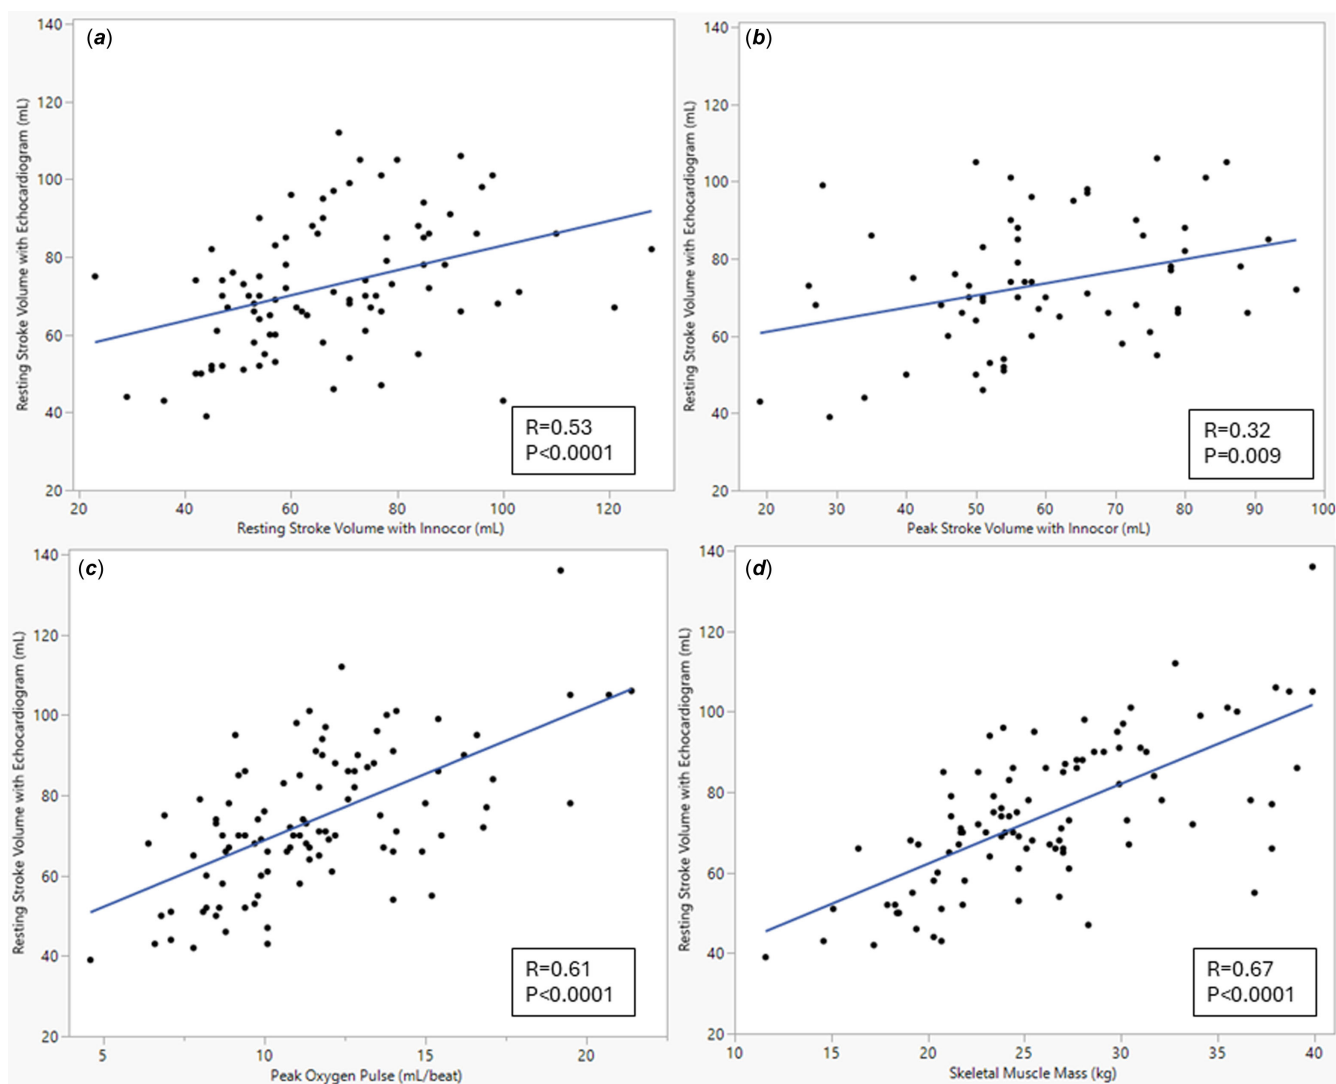 (a)
140
120
100
80
60
40
20
Resting Stroke Volume with Echocardiogram (mL)
R=0.53
P<0.0001
20 40 60 80 100 120
Resting Stroke Volume with Innocor (mL)
(b)
140
120
100
80
60
40
20
Resting Stroke Volume with Echocardiogram (mL)
R=0.32
P=0.009
20 30 40 50 60 70 80 90 100
Peak Stroke Volume with Innocor (mL)
(c)
140
120
100
80
60
40
20
Resting Stroke Volume with Echocardiogram (mL)
R=0.61
P<0.0001
5 10 15 20
Peak Oxygen Pulse (mL/beat)
(d)
140
120
100
80
60
40
20
Resting Stroke Volume with Echocardiogram (mL)
R=0.67
P<0.0001
10 15 20 25 30 35 40
Skeletal Muscle Mass (kg)